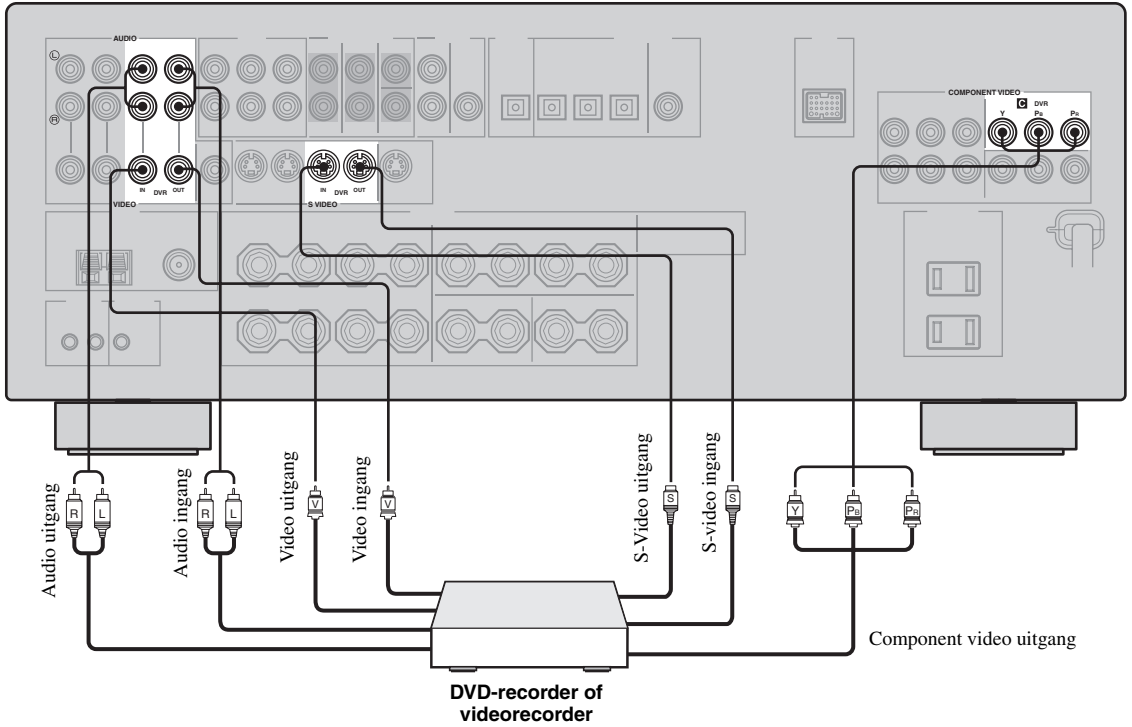 AUDIO
L
R
IN DVR OUT
VIDEO
IN DVR OUT
S VIDEO
COMPONENT VIDEO
C DVR
Y PB PR
Audio uitgang
R L
Audio ingang
R L
Video uitgang
V
Video ingang
V
S-Video uitgang
S
S-video ingang
S
Y PB PR
Component video uitgang
DVD-recorder of
videorecorder